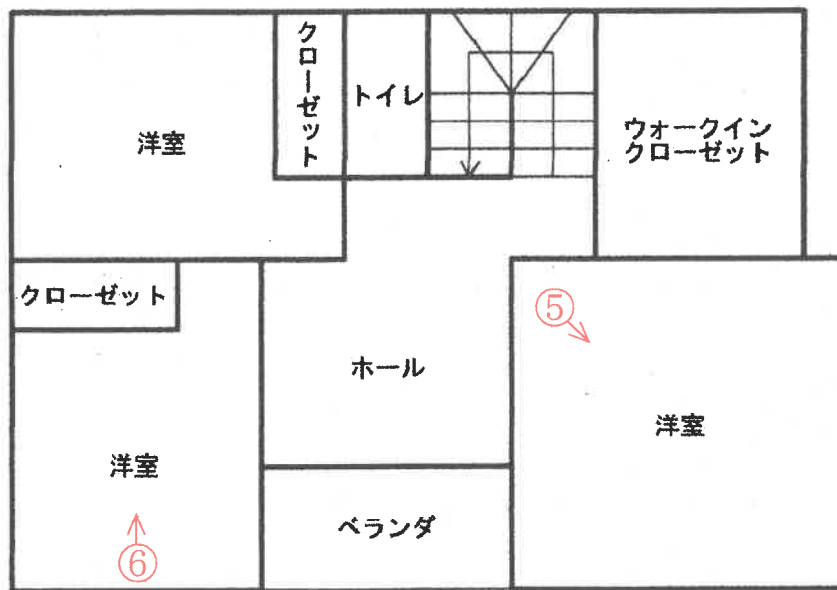 洋室
クローゼット
トイレ
ウォークイン
クローゼット
クローゼット
洋室
⑥
ホール
ベランダ
⑤
洋室